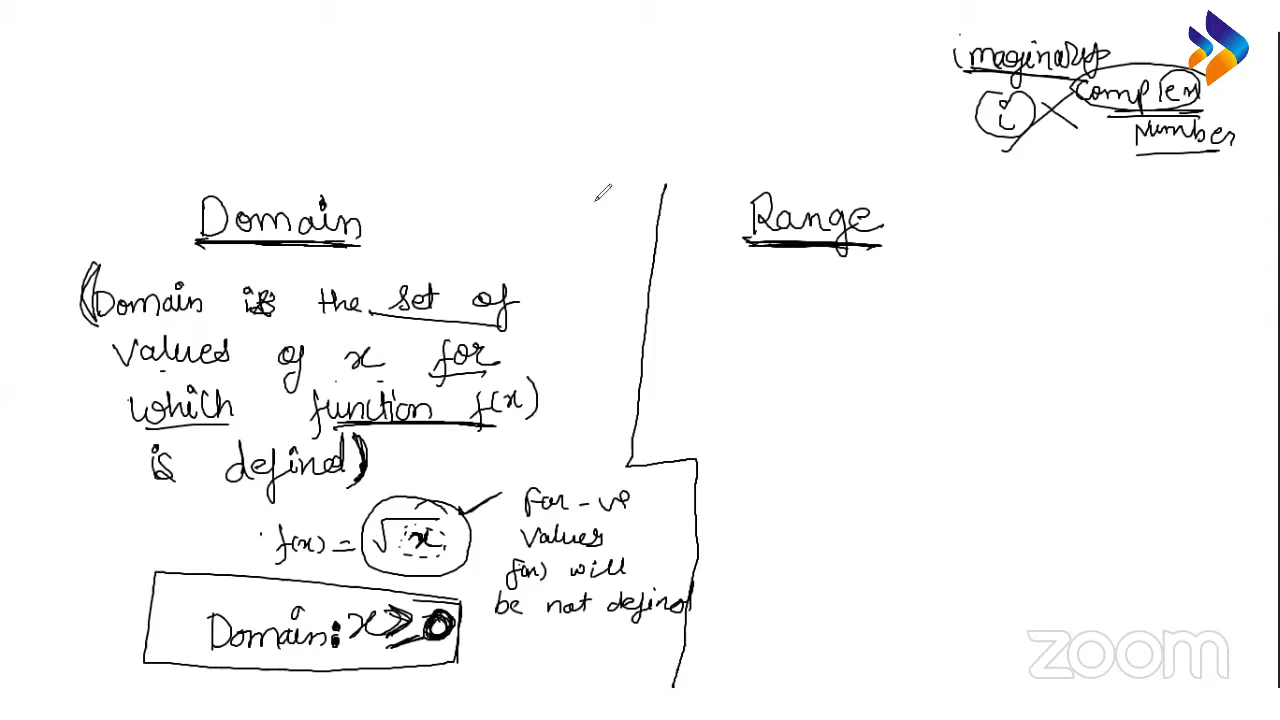 imaginary
i complex
Number
Domain
(Domain is the set of
values of x for
which function f(x)
is defined)
f(x) = √x
For -ve
values
f(x) will
be not defined
Domain: x ≥ 0
Range
zoom